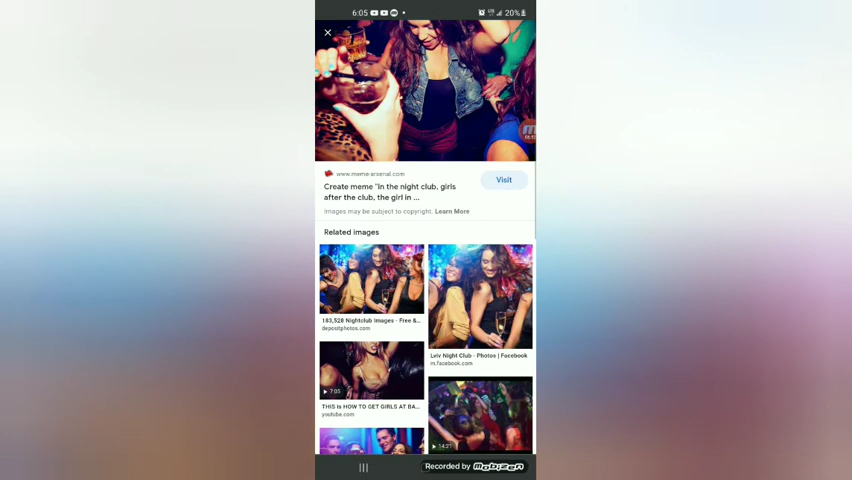 6:05
20%
www.meme-arsenal.com
Create meme "In the night club, girls
after the club, the girl in ...
Visit
Images may be subject to copyright. Learn More
Related images
183,528 Nightclub Images - Free &...
depositphotos.com
Lviv Night Club - Photos | Facebook
m.facebook.com
7:05
THIS is HOW TO GET GIRLS AT BA...
youtube.com
14:21
Recorded by mobizen